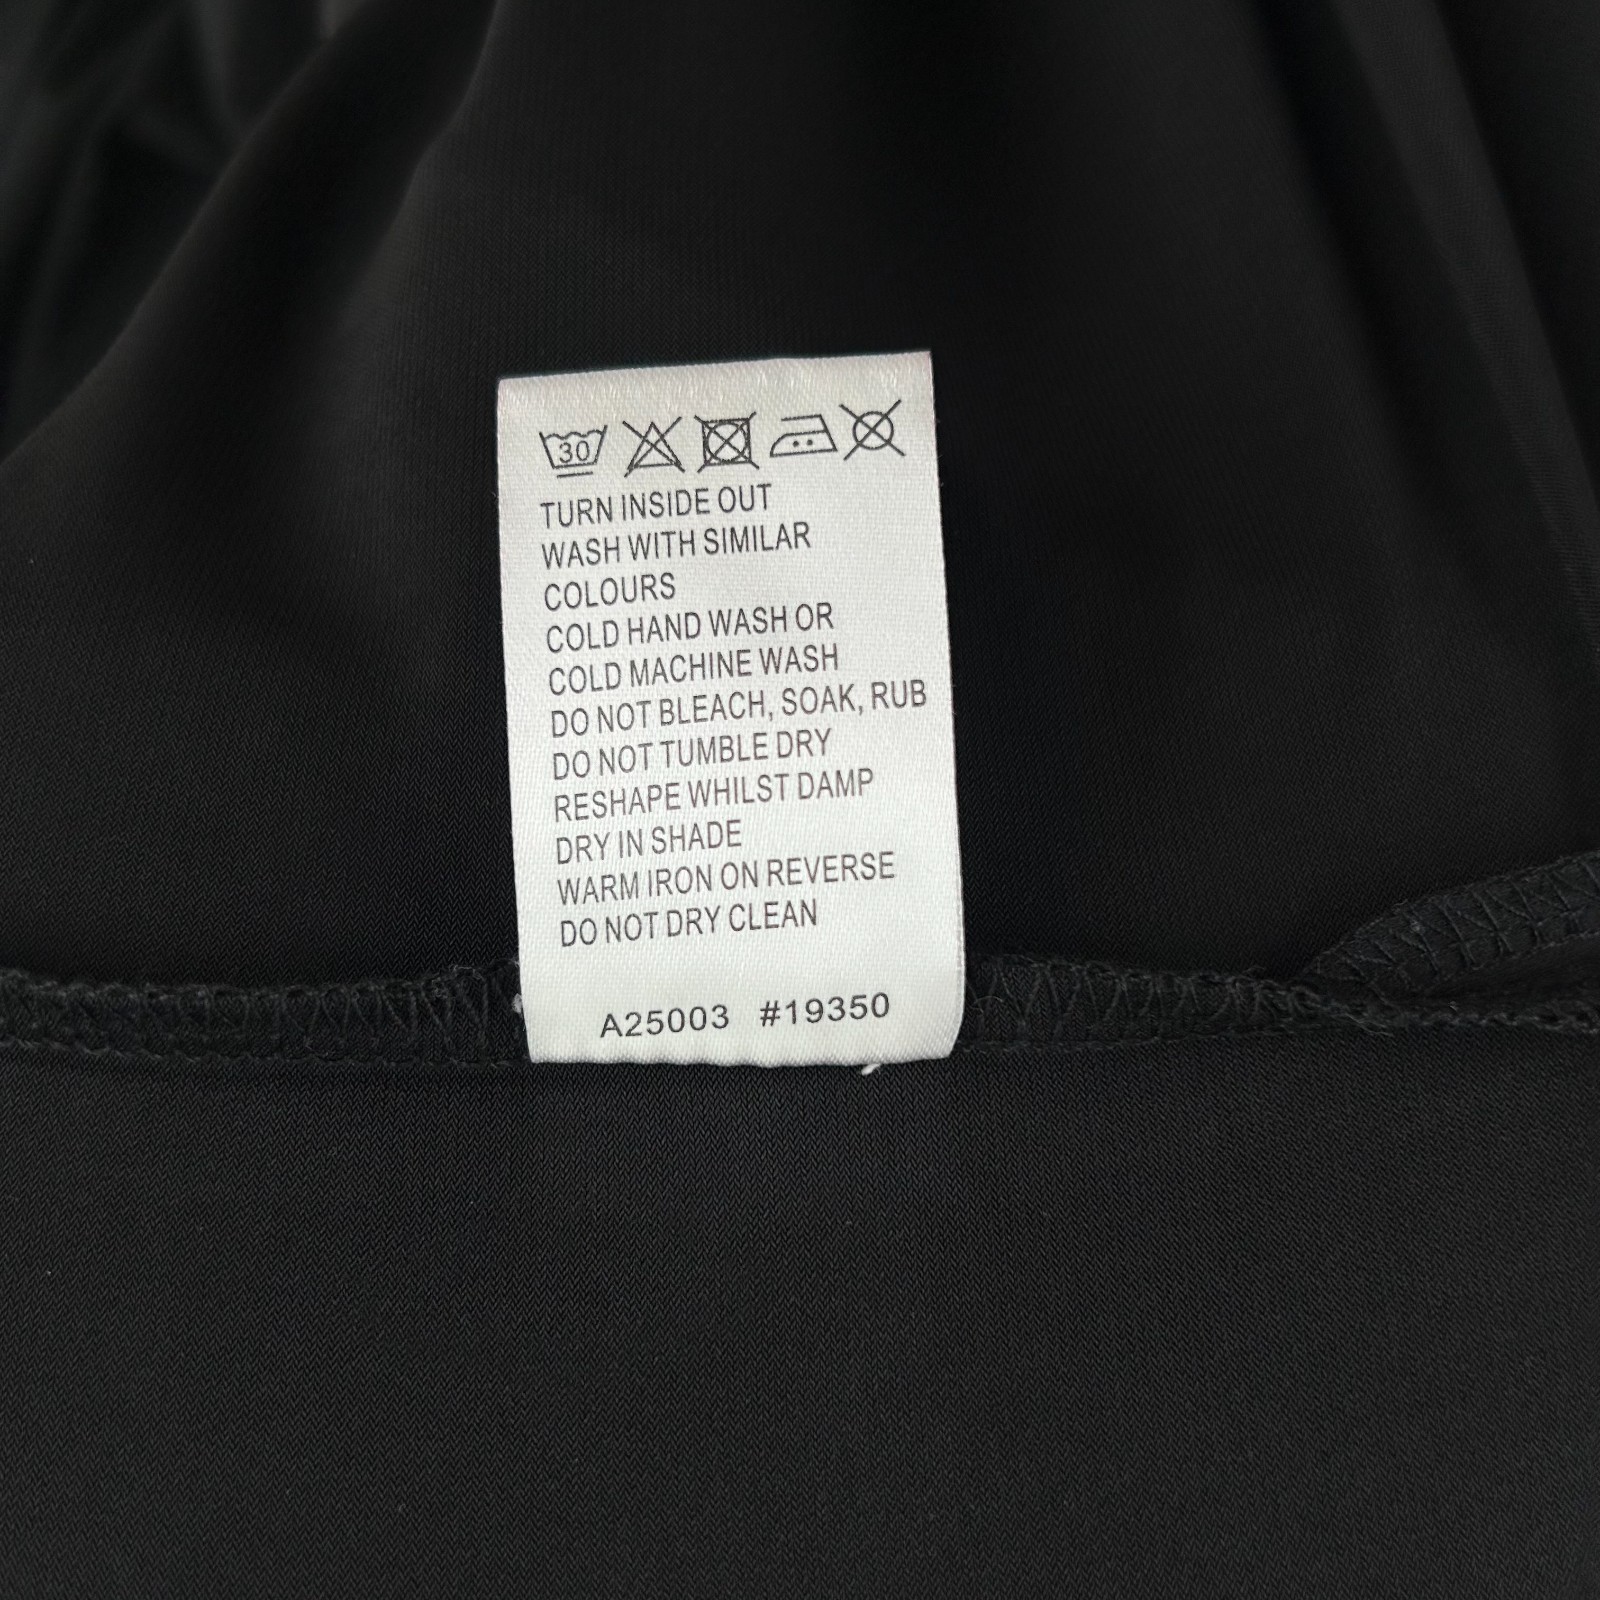 30
TURN INSIDE OUT
WASH WITH SIMILAR
COLOURS
COLD HAND WASH OR
COLD MACHINE WASH
DO NOT BLEACH, SOAK, RUB
DO NOT TUMBLE DRY
RESHAPE WHILST DAMP
DRY IN SHADE
WARM IRON ON REVERSE
DO NOT DRY CLEAN
A25003 #19350